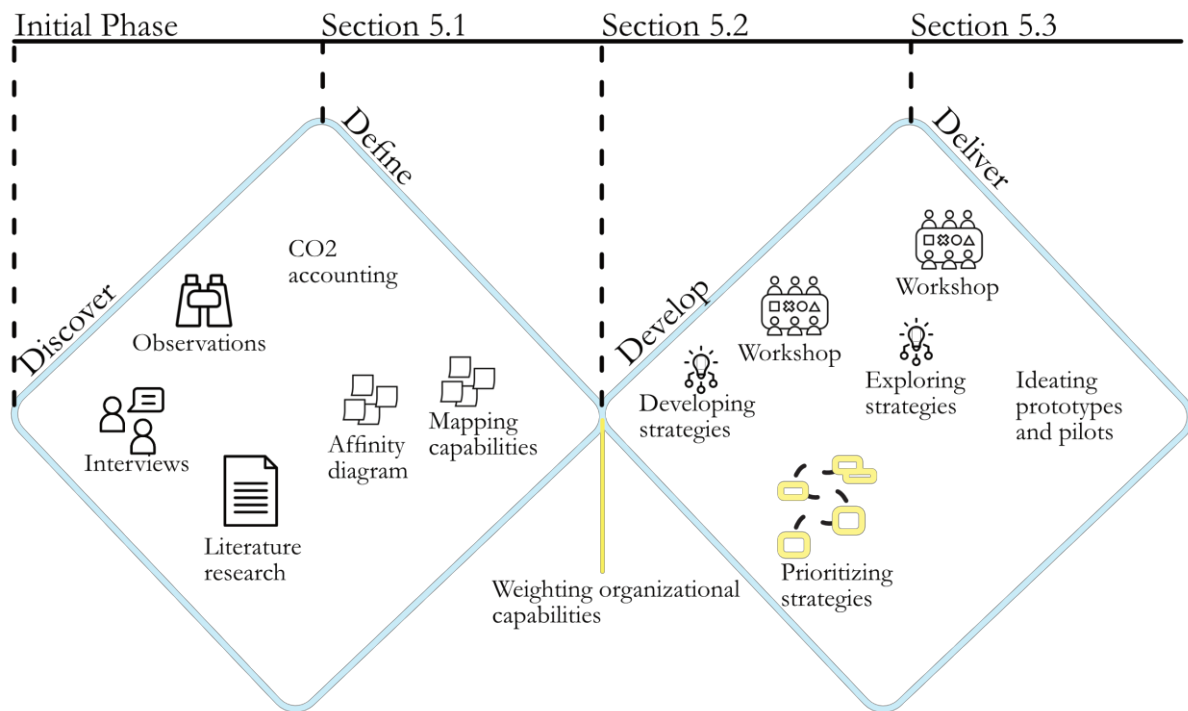 Initial Phase
Section 5.1
Section 5.2
Section 5.3
Discover
Define
Develop
Deliver
CO2
accounting
Observations
Interviews
Literature
research
Affinity
diagram
Mapping
capabilities
Weighting organizational
capabilities
Developing
strategies
Workshop
Workshop
Exploring
strategies
Ideating
prototypes
and pilots
Prioritizing
strategies